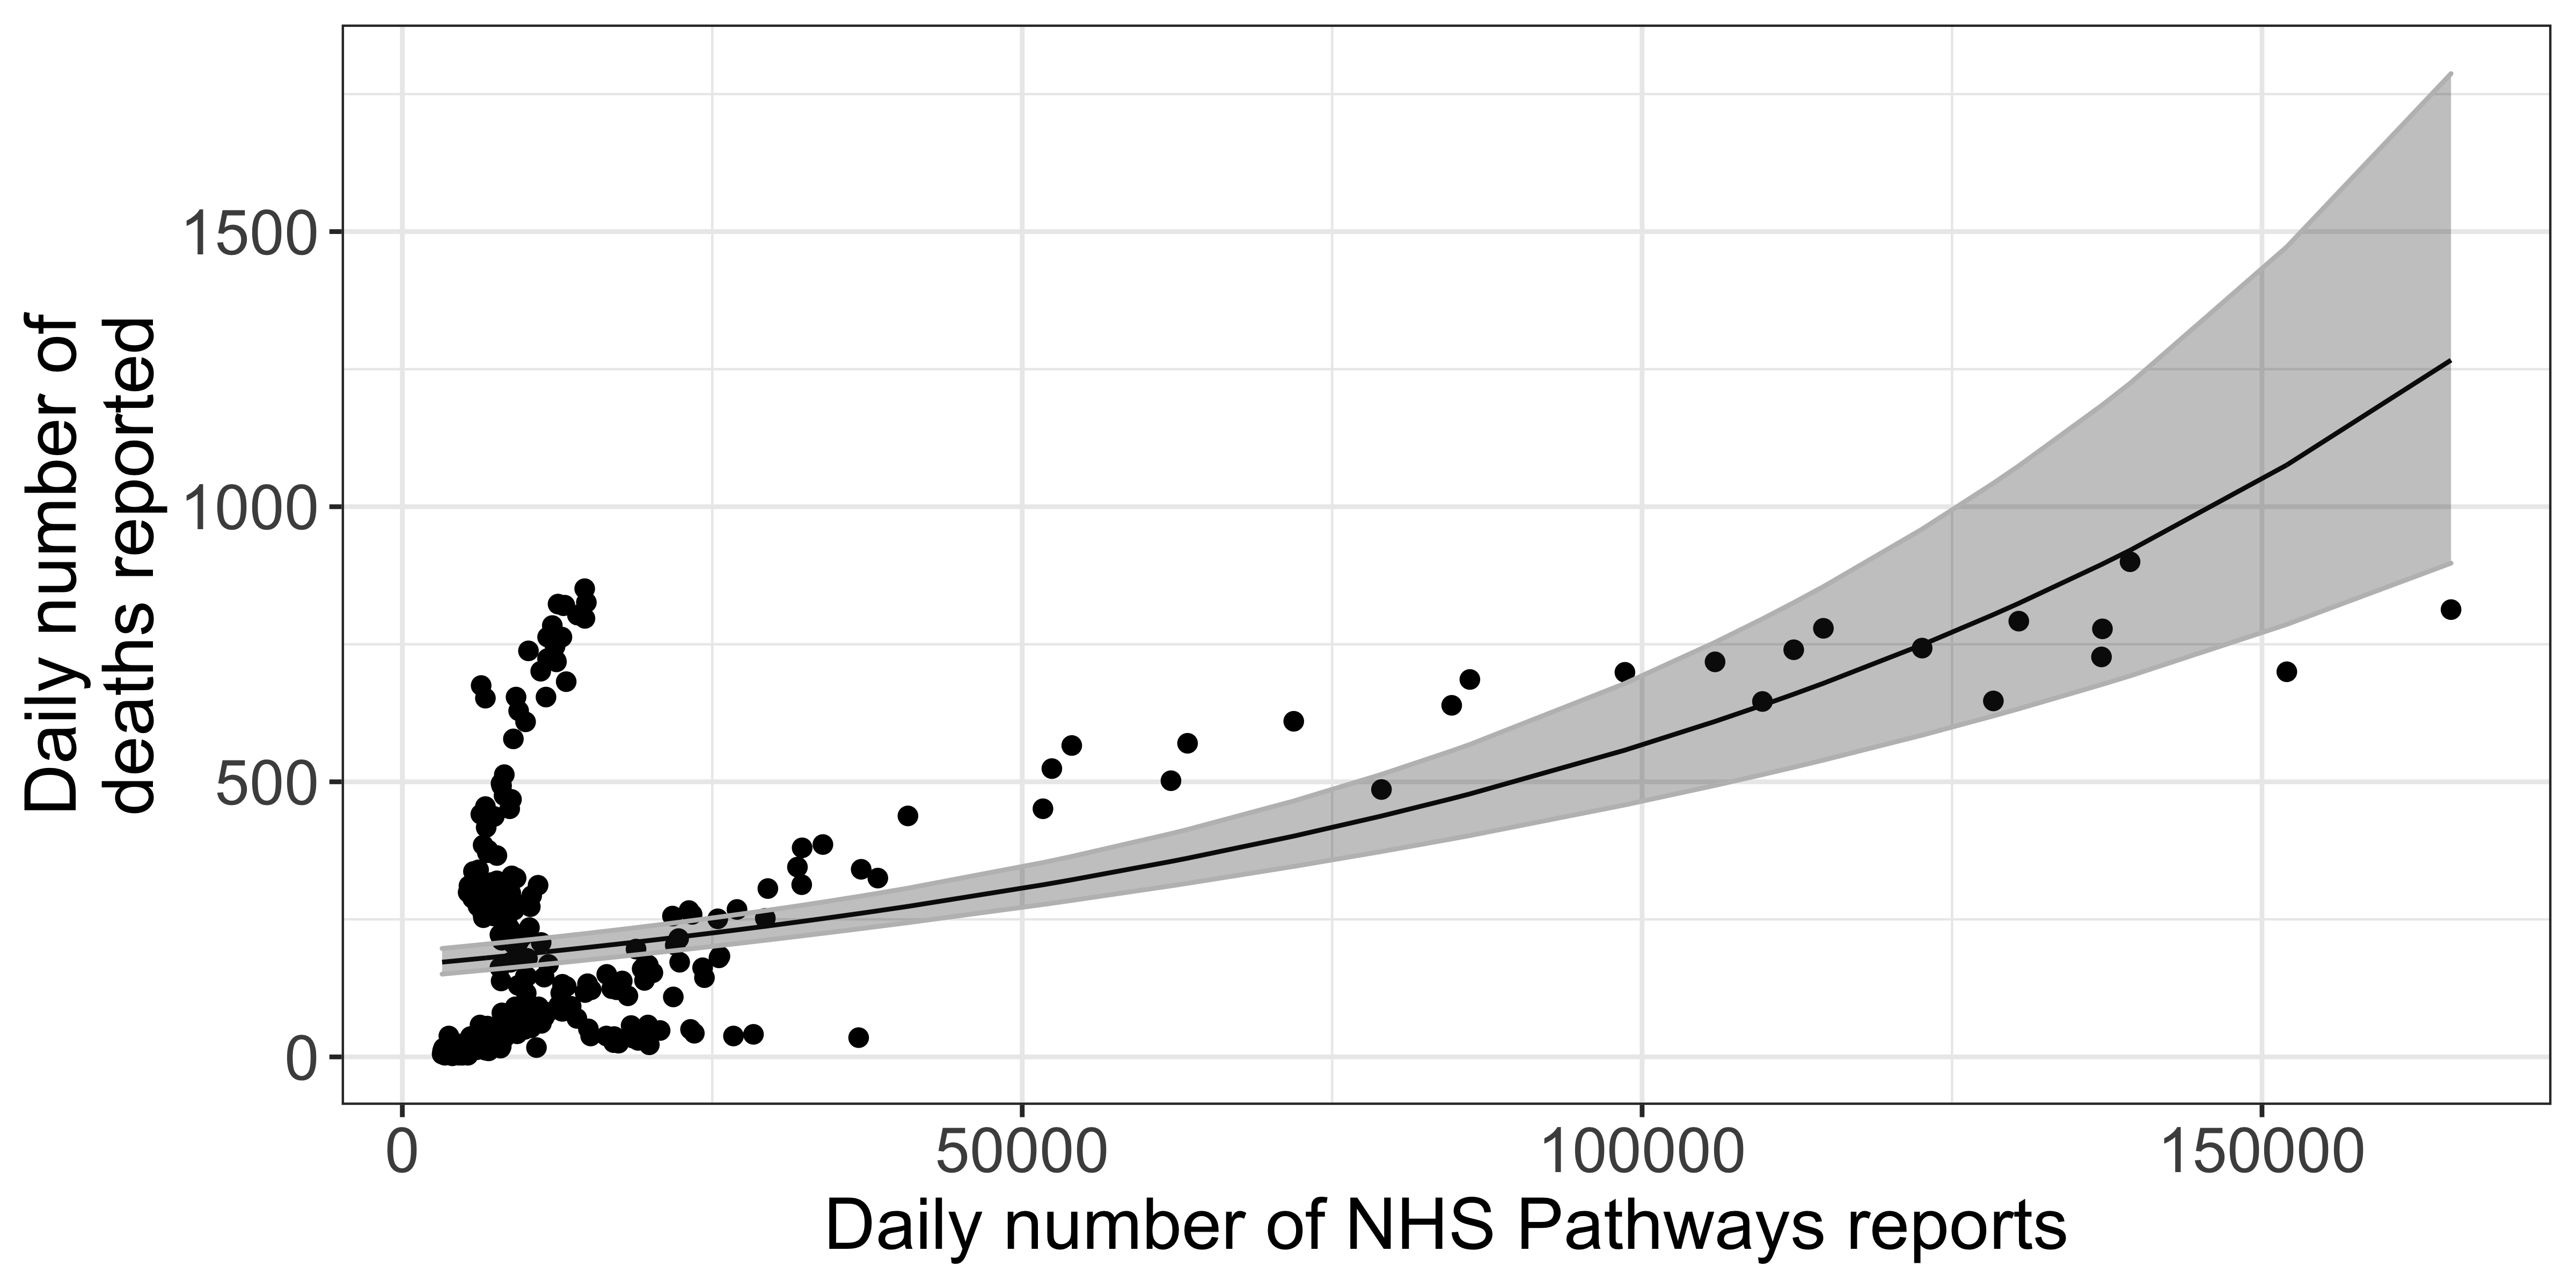 Daily number of
deaths reported
1500
1000
500
0
0
50000
100000
150000
Daily number of NHS Pathways reports